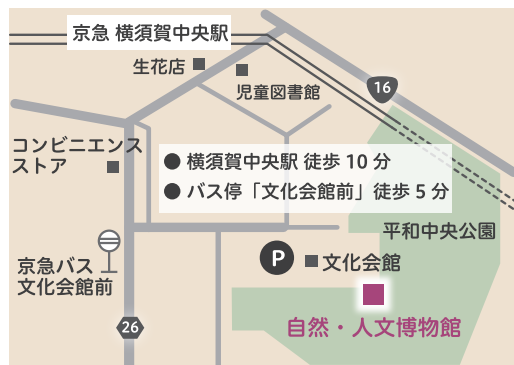 京急 横須賀中央駅
生花店
児童図書館
16
コンビニエンス
ストア
● 横須賀中央駅 徒歩 10 分
● バス停「文化会館前」徒歩 5 分
平和中央公園
京急バス
文化会館前
P
文化会館
自然・人文博物館
26